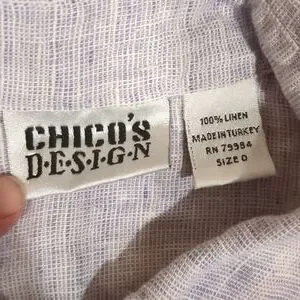 CHICO'S
D·E·S·I·G·N
100% LINEN
MADE IN TURKEY
RN 79984
SIZE 0